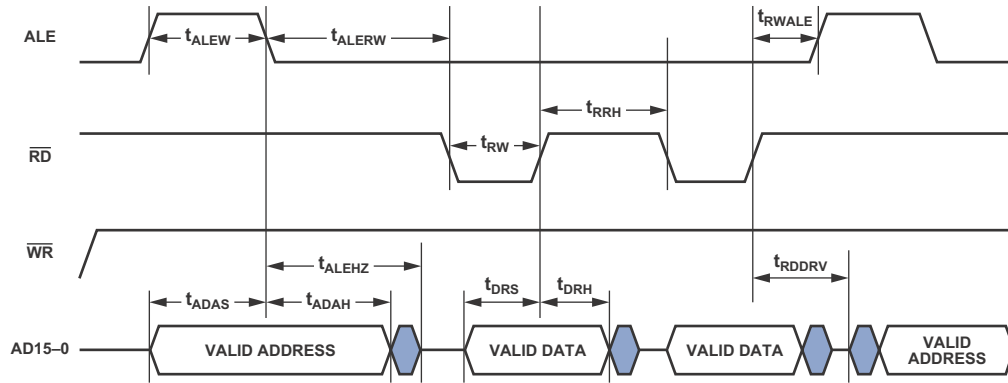 ALE
tALEW
tALERW
tRWALE
RD
tRW
tRRH
WR
tALEHZ
tRDDRV
tADAS
tADAH
tDRS
tDRH
AD15–0
VALID ADDRESS
VALID DATA
VALID DATA
VALID
ADDRESS